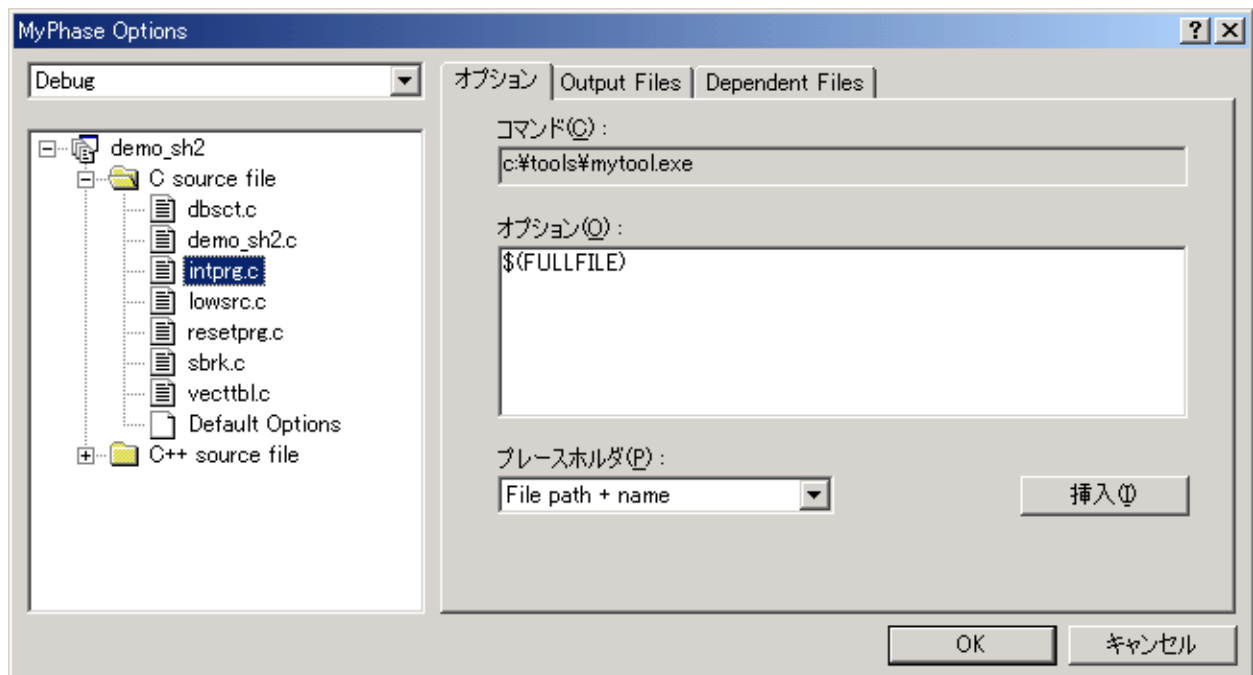 MyPhase Options
Debug
demo_sh2
C source file
dbsct.c
demo_sh2.c
intprg.c
lowsrc.c
resetprg.c
sbrk.c
vecttbl.c
Default Options
C++ source file
オプション Output Files Dependent Files
コマンド(C) :
c:¥tools¥mytool.exe
オプション(O) :
$(FULLFILE)
プレースホルダ(P) :
File path + name
挿入(I)
OK キャンセル